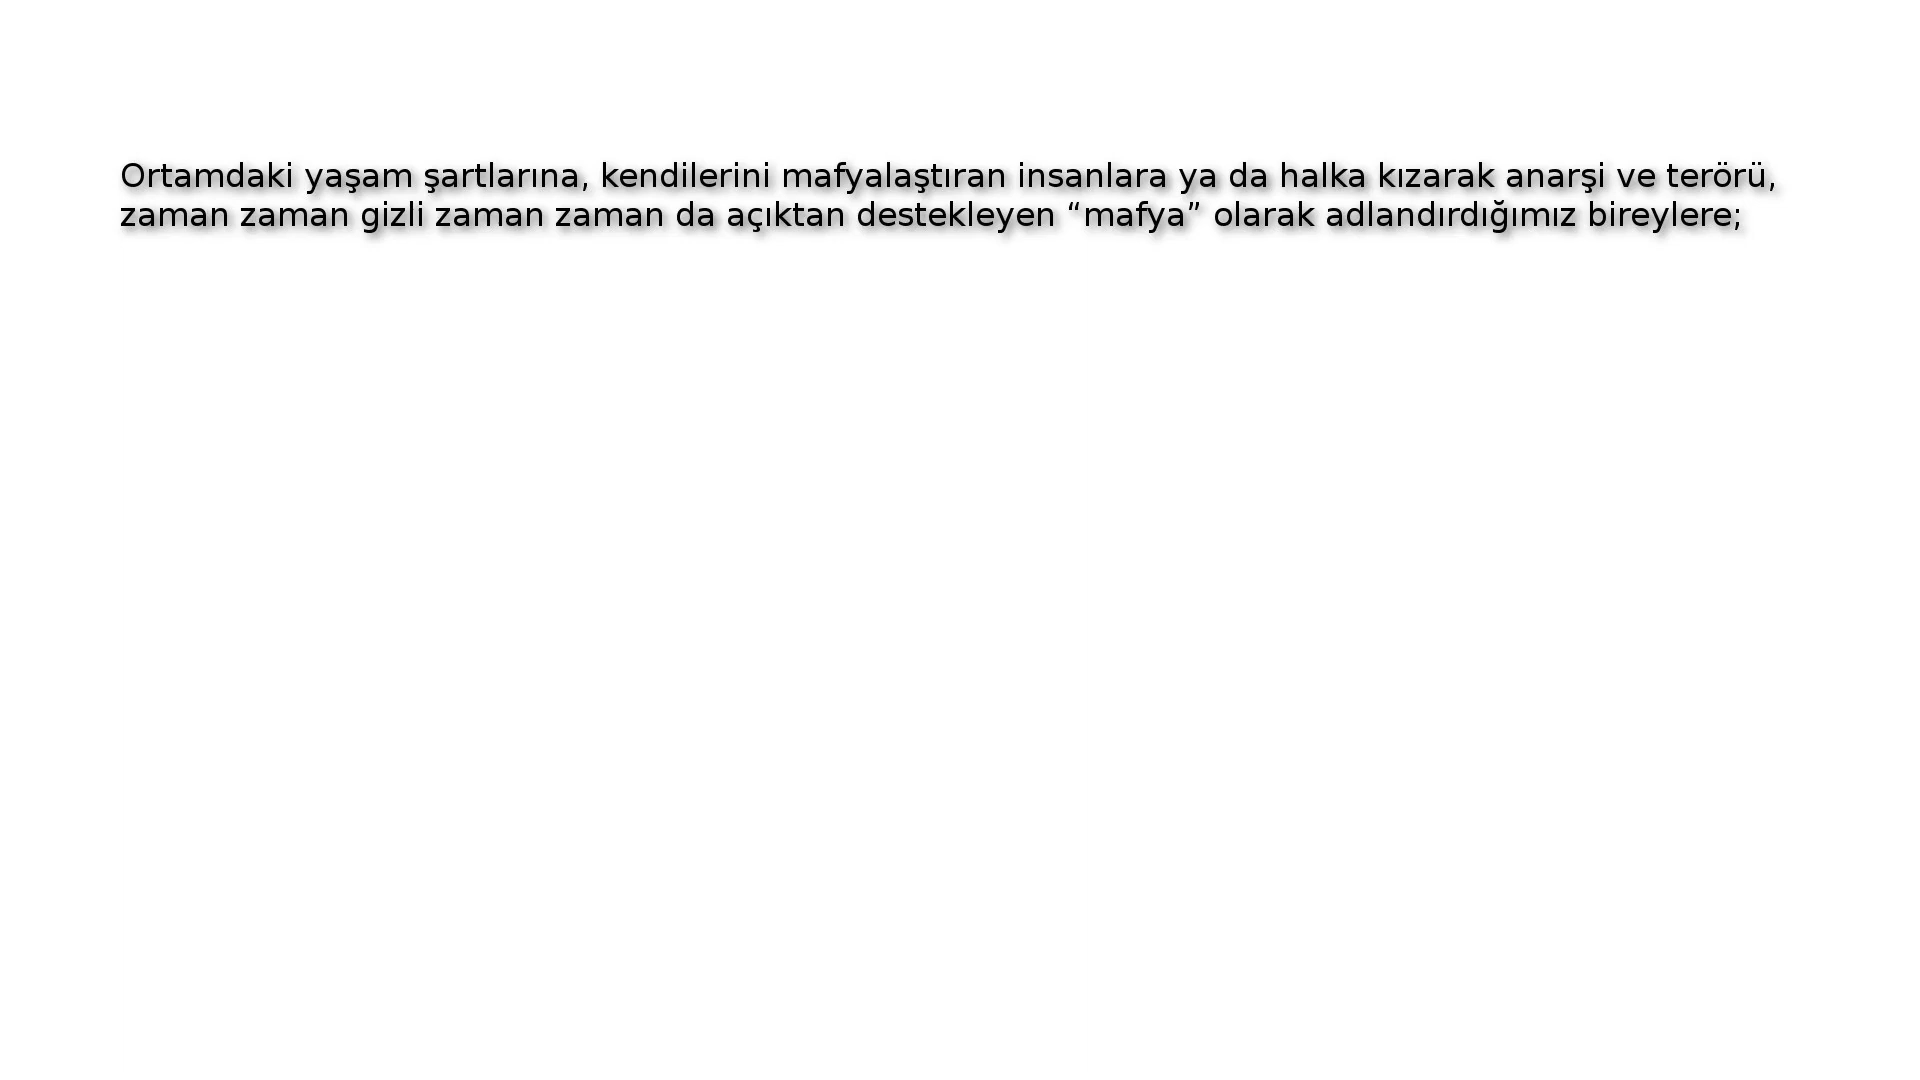 Ortamdaki yaşam şartlarına, kendilerini mafyalaştıran insanlara ya da halka kızarak anarşi ve terörü,
zaman zaman gizli zaman zaman da açıktan destekleyen “mafya” olarak adlandırdığımız bireylere;